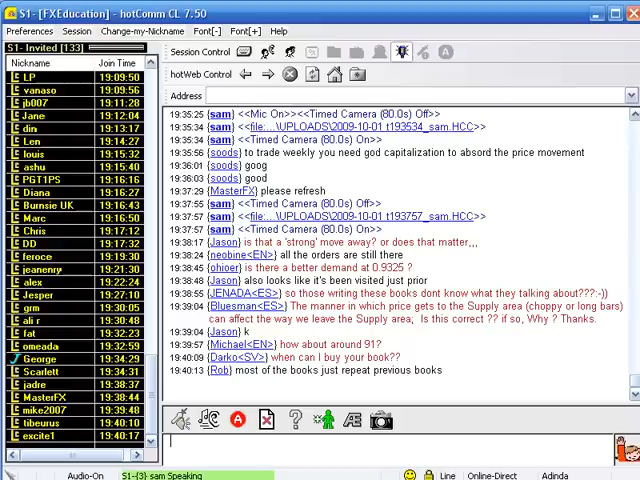 S1- [FXEducation] - hotComm CL 7.50
Preferences Session Change-my-Nickname Font[-] Font[+] Help
S1- Invited [133]
Session Control
Nickname Join Time
hotWeb Control
Address
LP 19:09:50
vanaso 19:09:56
jb007 19:11:28
Jane 19:12:04
din 19:13:17
Len 19:14:27
louis 19:15:32
ashu 19:15:40
PGT1PS 19:16:26
Diana 19:16:27
Burnsie UK 19:16:43
Marc 19:16:50
Chris 19:17:12
DD 19:17:32
feroce 19:19:31
jeanenry 19:21:30
alex 19:22:24
Jesper 19:27:10
grm 19:30:05
ali r 19:30:48
fat 19:32:23
omeada 19:32:59
George 19:34:29
Scarlett 19:34:31
jadre 19:38:37
MasterFX 19:38:44
mike2007 19:39:48
tibeurus 19:40:10
excite1 19:40:17
19:35:25 {sam} <<Mic On>><<Timed Camera (80.0s) Off>>
19:35:34 {sam} <<file:...\UPLOADS\2009-10-01 t193534_sam.HCC>>
19:35:34 {sam} <<Timed Camera (80.0s) On>>
19:35:56 {soods} to trade weekly you need god capitalization to absord the price movement
19:36:01 {soods} goog
19:36:03 {soods} good
19:37:29 {MasterFX} please refresh
19:37:55 {sam} <<Timed Camera (80.0s) Off>>
19:37:57 {sam} <<file:...\UPLOADS\2009-10-01 t193757_sam.HCC>>
19:37:57 {sam} <<Timed Camera (80.0s) On>>
19:38:17 {Jason} is that a 'strong' move away? or does that matter,,,
19:38:24 {neobine<EN} all the orders are still there
19:38:26 {ohioer} is there a better demand at 0.9325 ?
19:38:48 {Jason} also looks like it's been visited just prior
19:38:55 {JENADA<ES} so those writing these books dont know what they talking about???:-))
19:39:04 {Bluesman<ES} The manner in which price gets to the Supply area (choppy or long bars)
can affect the way we leave the Supply area; Is this correct ?? if so, Why ? Thanks.
19:39:04 {Jason} k
19:39:57 {Michael<EN} how about around 91?
19:40:09 {Darko<SV} when can I buy your book??
19:40:13 {Rob} most of the books just repeat previous books
Audio-On S1-{3} sam Speaking Line Online-Direct Adinda